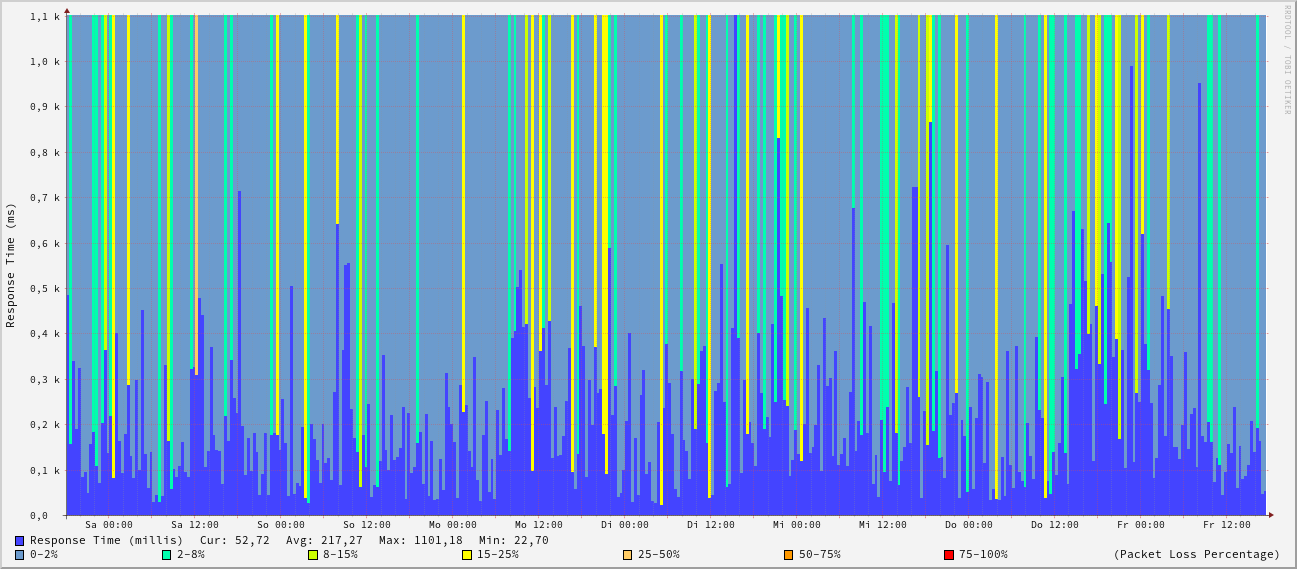 RRDTOOL / TOBI OETIKER
Response Time (ms)
1,1 k
1,0 k
0,9 k
0,8 k
0,7 k
0,6 k
0,5 k
0,4 k
0,3 k
0,2 k
0,1 k
0,0
Sa 00:00 Sa 12:00 So 00:00 So 12:00 Mo 00:00 Mo 12:00 Di 00:00 Di 12:00 Mi 00:00 Mi 12:00 Do 00:00 Do 12:00 Fr 00:00 Fr 12:00
Response Time (millis) Cur: 52,72 Avg: 217,27 Max: 1101,18 Min: 22,70
0-2% 2-8% 8-15% 15-25% 25-50% 50-75% 75-100% (Packet Loss Percentage)